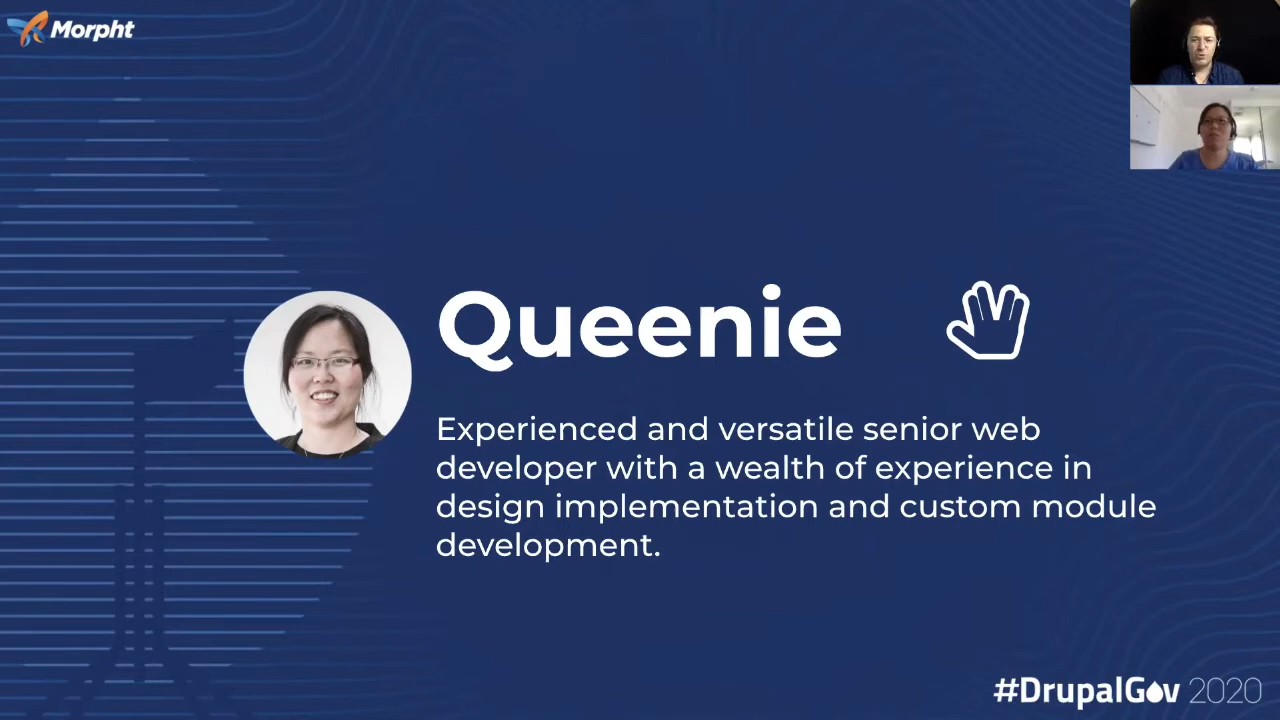 Morpht
Queenie
Experienced and versatile senior web
developer with a wealth of experience in
design implementation and custom module
development.
#DrupalGov 2020